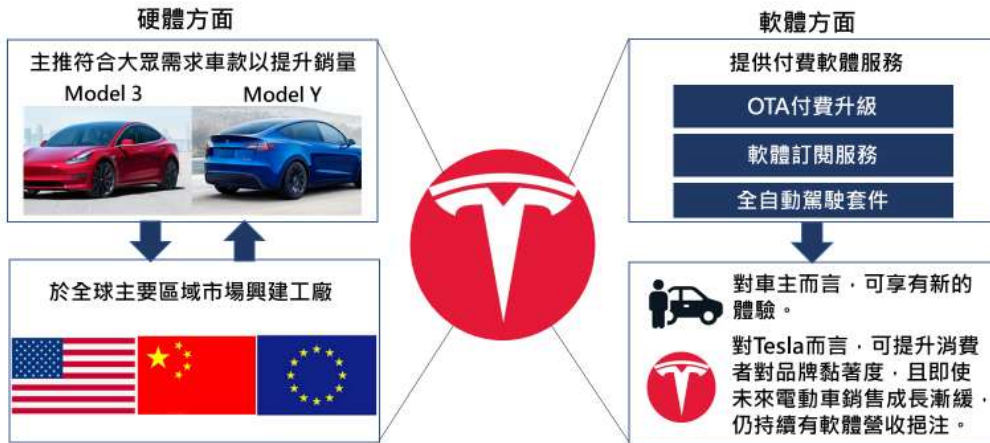 硬體方面
主推符合大眾需求車款以提升銷量
Model 3
Model Y
於全球主要區域市場興建工廠
軟體方面
提供付費軟體服務
OTA付費升級
軟體訂閱服務
全自動駕駛套件
對車主而言，可享有新的
體驗。
對Tesla而言，可提升消費
者對品牌黏著度，且即使
未來電動車銷售成長漸緩，
仍持續有軟體營收挹注。